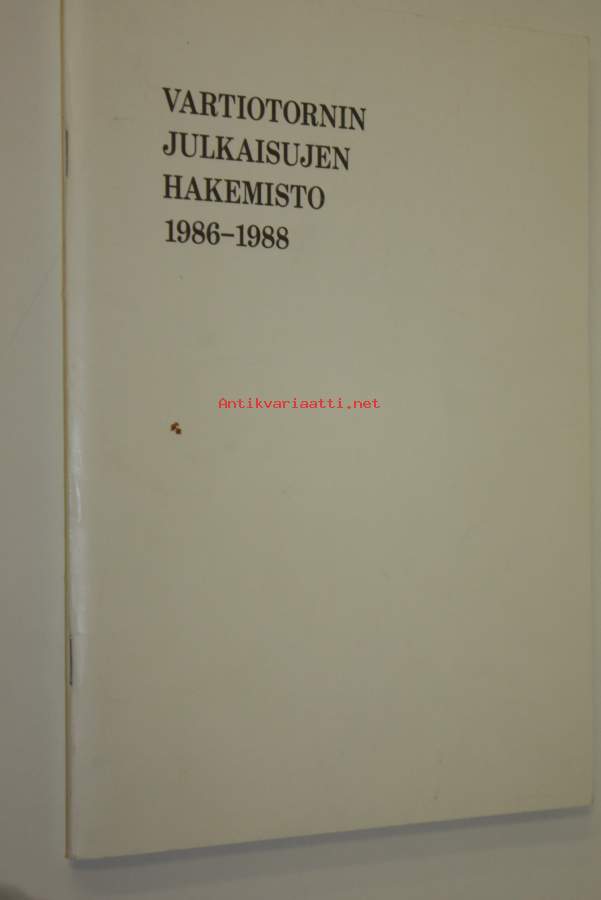 VARTIOTORNIN
JULKAISUJEN
HAKEMISTO
1986–1988
Antikvariaatti.net